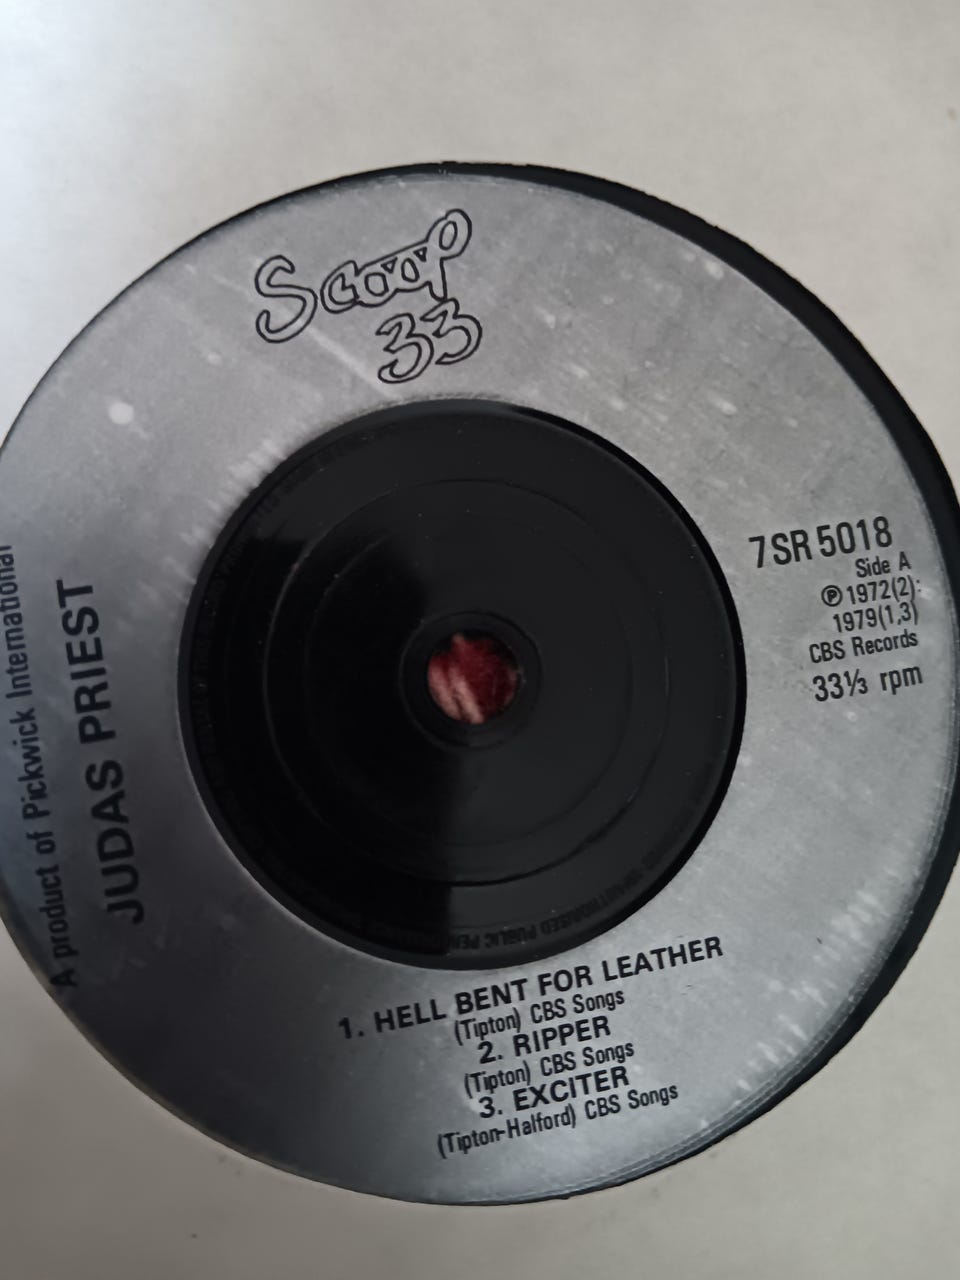 Scoop
33
7SR 5018
Side A
℗ 1972(2):
1979(1,3)
CBS Records
33⅓ rpm
A product of Pickwick International
JUDAS PRIEST
1. HELL BENT FOR LEATHER
(Tipton) CBS Songs
2. RIPPER
(Tipton) CBS Songs
3. EXCITER
(Tipton-Halford) CBS Songs